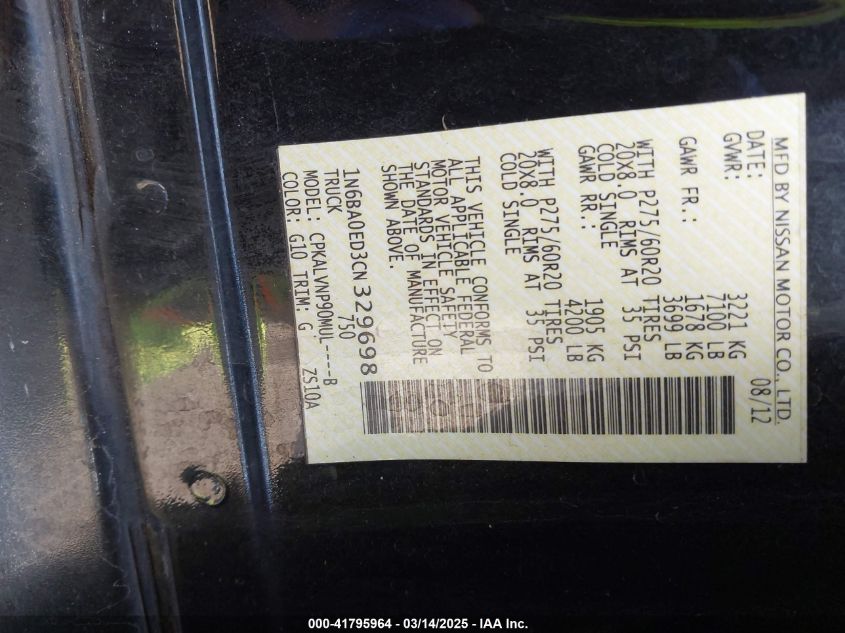 MFD BY NISSAN MOTOR CO., LTD.
DATE: 08/12
GVWR: 3221 KG
7100 LB
GAWR FR.: 1678 KG
3699 LB
WITH P275/60R20 TIRES
20X8.0 RIMS AT 35 PSI
COLD SINGLE
GAWR RR.: 1905 KG
4200 LB
WITH P275/60R20 TIRES
20X8.0 RIMS AT 35 PSI
COLD SINGLE
THIS VEHICLE CONFORMS TO
ALL APPLICABLE FEDERAL
MOTOR VEHICLE SAFETY
STANDARDS IN EFFECT ON
THE DATE OF MANUFACTURE
SHOWN ABOVE.
1N6BA0ED3CN329698
TRUCK 750
MODEL: CPKALVNP90MUL----B
COLOR: G10 TRIM: G ZS10A
000-41795964 - 03/14/2025 - IAA Inc.